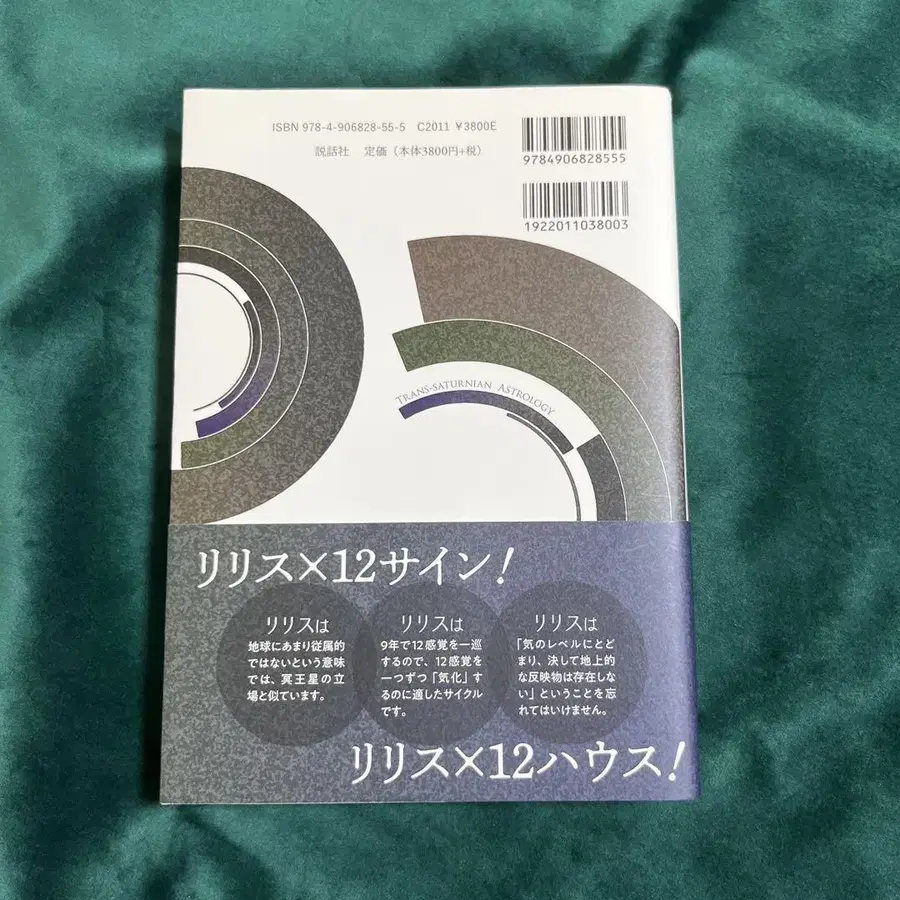 ISBN 978-4-906828-55-5 C2011 ¥3800E
説話社 定価(本体3800円+税)
9784906828555
1922011038003
TRANS-SATURNIAN ASTROLOGY
リリス×12サイン!
リリスは
地球にあまり従属的
ではないという意味
では、冥王星の立
場と似ています。
リリスは
9年で12感覚を一巡
するので、12感覚を
一つずつ「気化」す
るのに適したサイクル
です。
リリスは
「気のレベルにとど
まり、決して地上的
な反映物は存在しな
い」ということを忘
れてはいけません。
リリス×12ハウス!